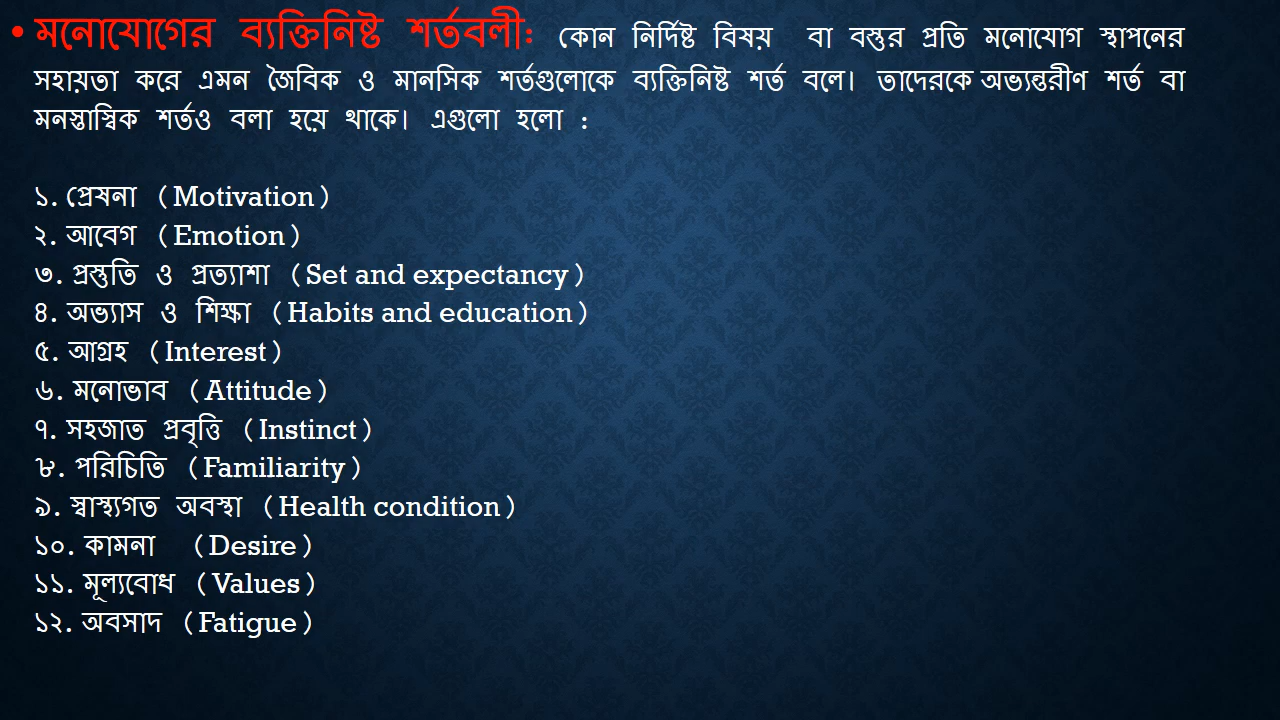 • মনোযোগের ব্যক্তিনিষ্ট শর্তবলী: কোন নির্দিষ্ট বিষয় বা বস্তুর প্রতি মনোযোগ স্থাপনের
সহায়তা করে এমন জৈবিক ও মানসিক শর্তগুলোকে ব্যক্তিনিষ্ট শর্ত বলে। তাদেরকে অভ্যন্তরীণ শর্ত বা
মনস্তাস্বিক শর্তও বলা হয়ে থাকে। এগুলো হলো :
১. প্রেষনা (Motivation)
২. আবেগ (Emotion)
৩. প্রস্তুতি ও প্রত্যাশা (Set and expectancy)
৪. অভ্যাস ও শিক্ষা (Habits and education)
৫. আগ্রহ (Interest)
৬. মনোভাব (Attitude)
৭. সহজাত প্রবৃত্তি (Instinct)
৮. পরিচিতি (Familiarity)
৯. স্বাস্থ্যগত অবস্থা (Health condition)
১০. কামনা (Desire)
১১. মূল্যবোধ (Values)
১২. অবসাদ (Fatigue)